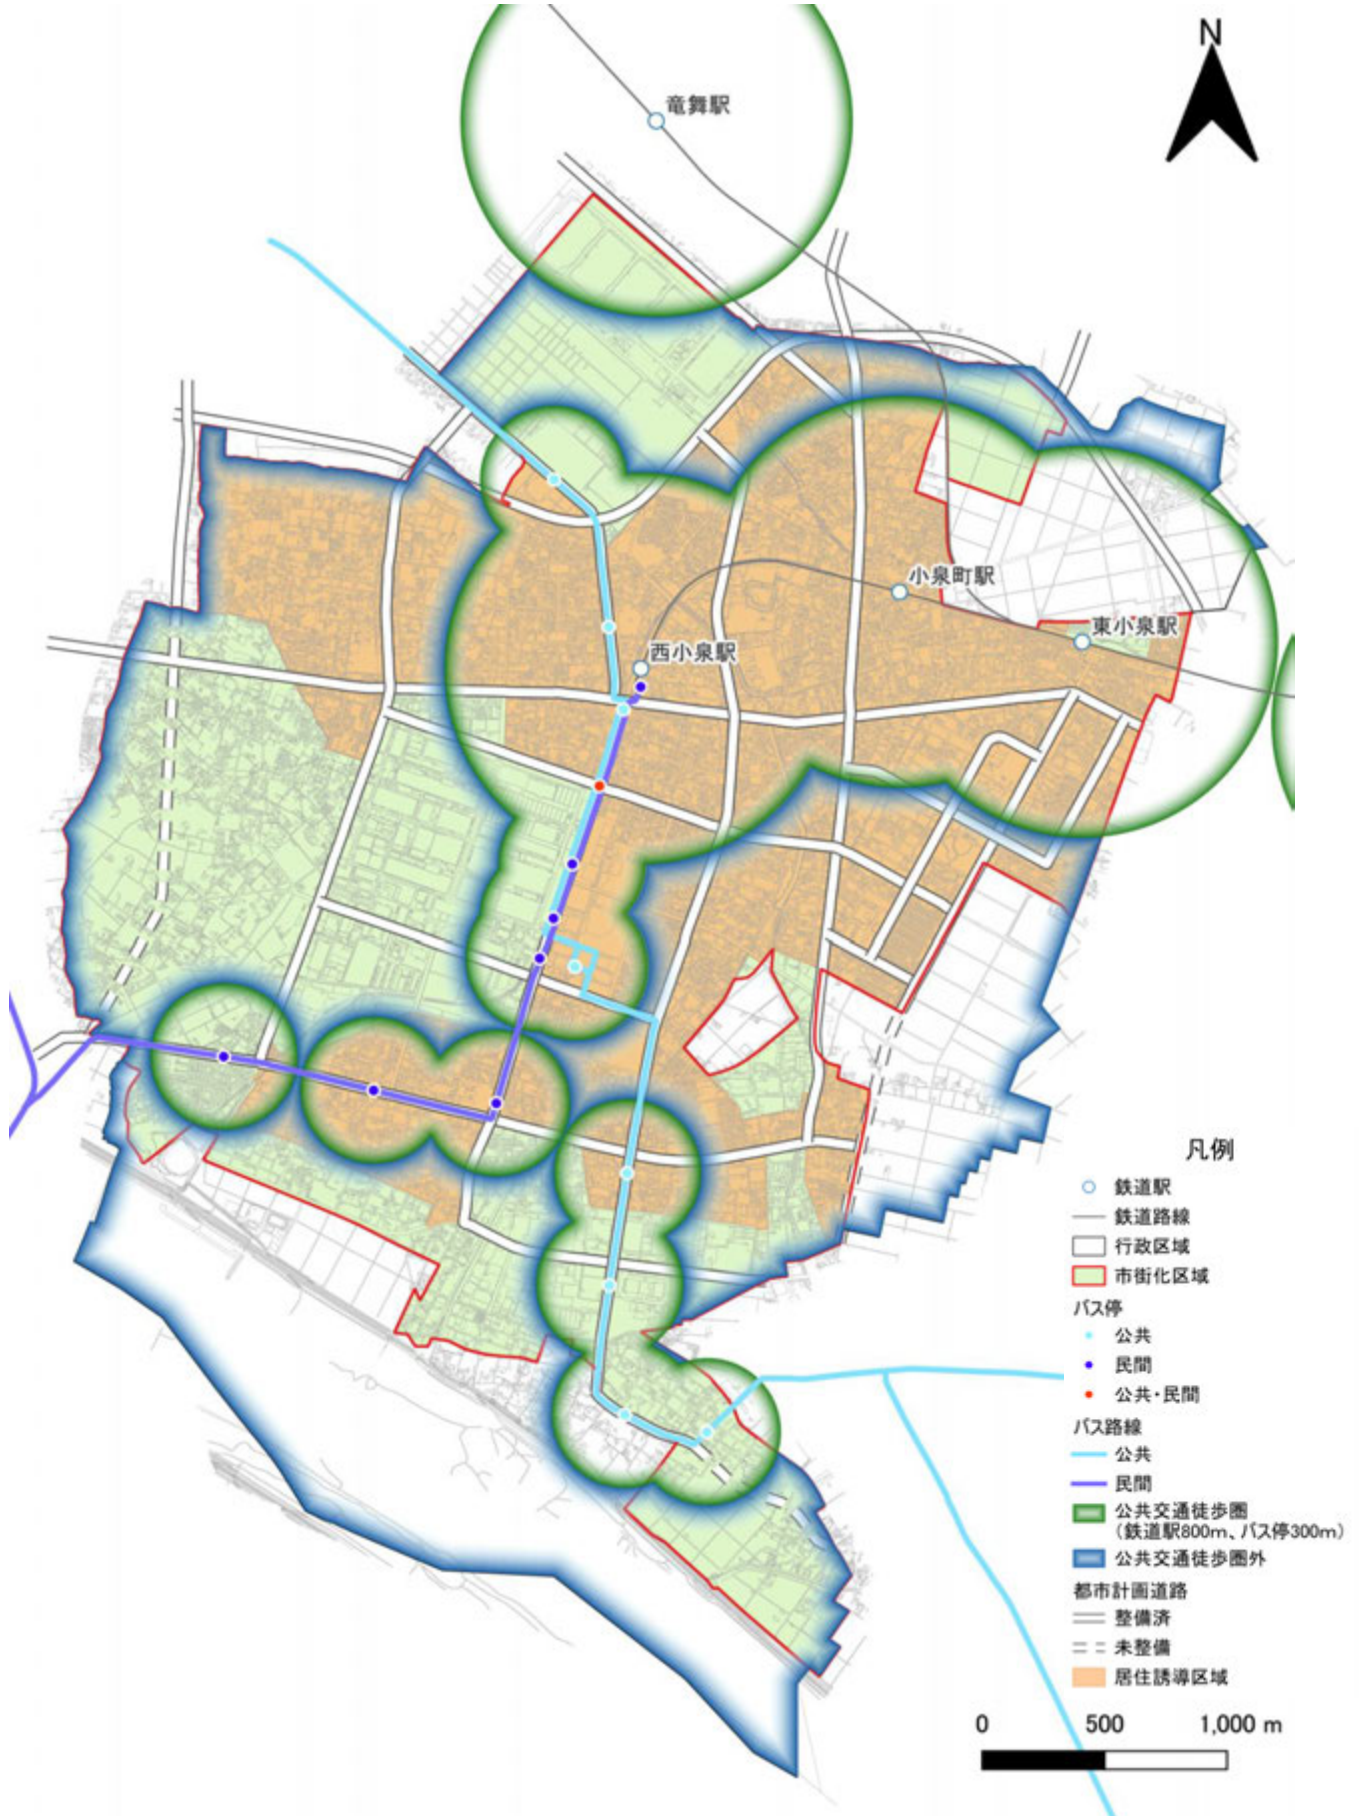 N
竜舞駅
小泉町駅
東小泉駅
西小泉駅
凡例
鉄道駅
鉄道路線
行政区域
市街化区域
バス停
公共
民間
公共・民間
バス路線
公共
民間
公共交通徒歩圏
(鉄道駅800m、バス停300m)
公共交通徒歩圏外
都市計画道路
整備済
未整備
居住誘導区域
0 500 1,000 m